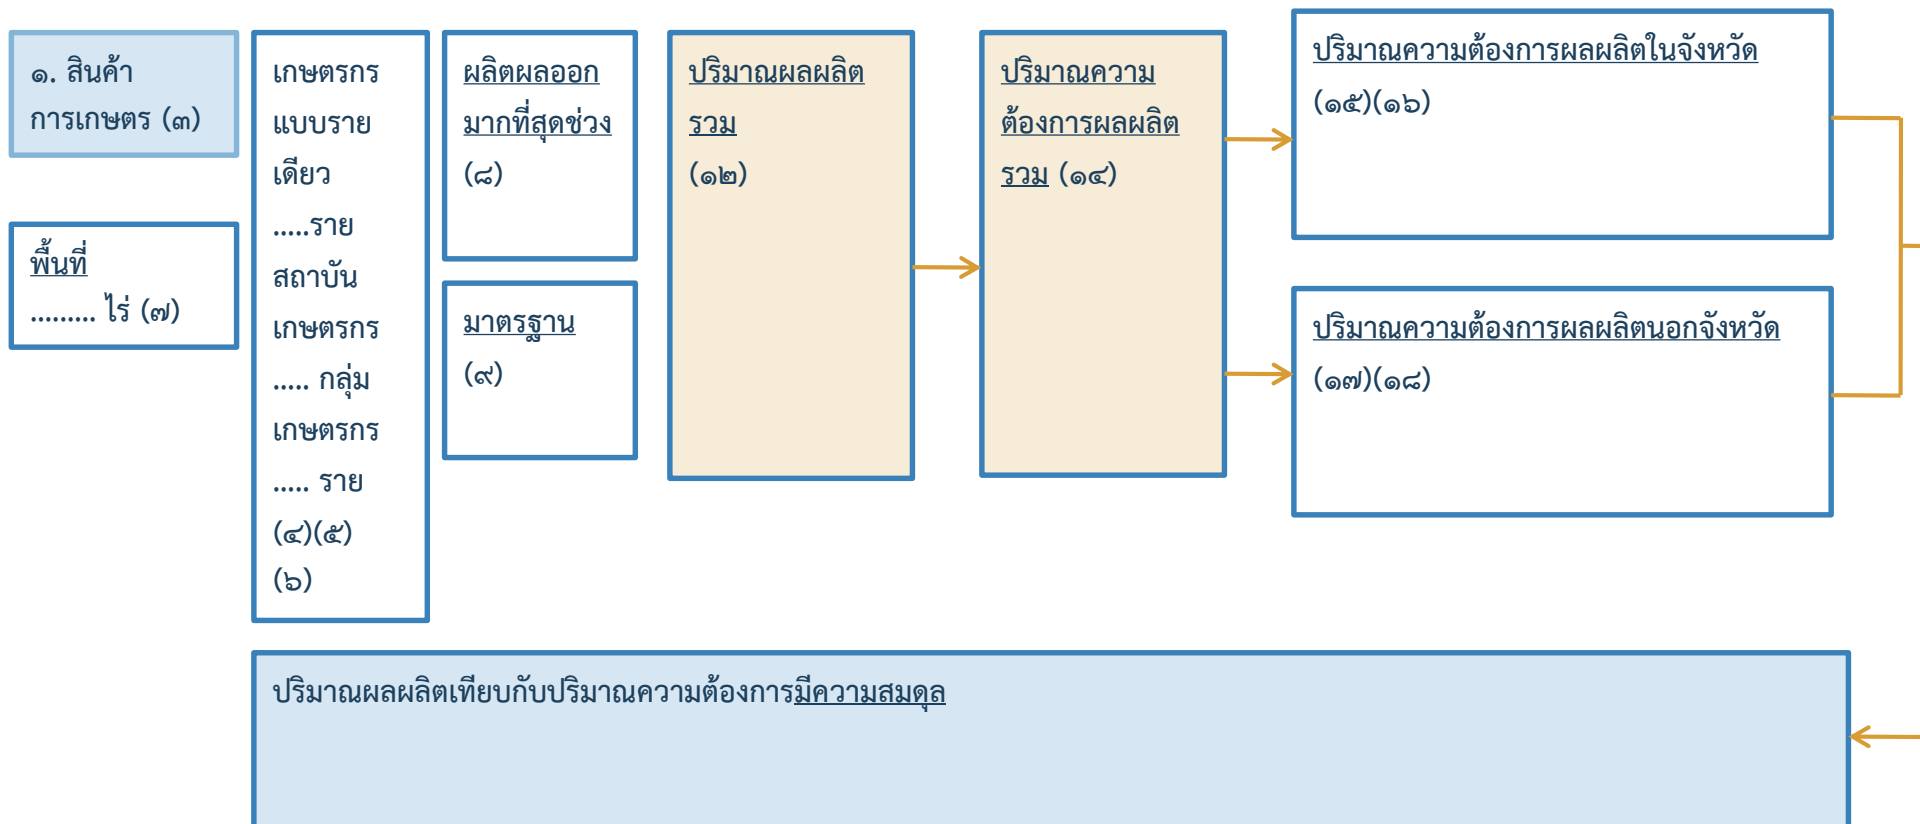 ๑. สินค้า
การเกษตร (๓)
พื้นที่
......... ไร่ (๗)
เกษตรกร
แบบราย
เดียว
.....ราย
สถาบัน
เกษตรกร
..... กลุ่ม
เกษตรกร
..... ราย
(๔)(๕)
(๖)
ผลิตผลออก
มากที่สุดช่วง
(๘)
มาตรฐาน
(๙)
ปริมาณผลผลิต
รวม
(๑๒)
ปริมาณความ
ต้องการผลผลิต
รวม (๑๔)
ปริมาณความต้องการผลผลิตในจังหวัด
(๑๕)(๑๖)
ปริมาณความต้องการผลผลิตนอกจังหวัด
(๑๗)(๑๘)
ปริมาณผลผลิตเทียบกับปริมาณความต้องการมีความสมดุล